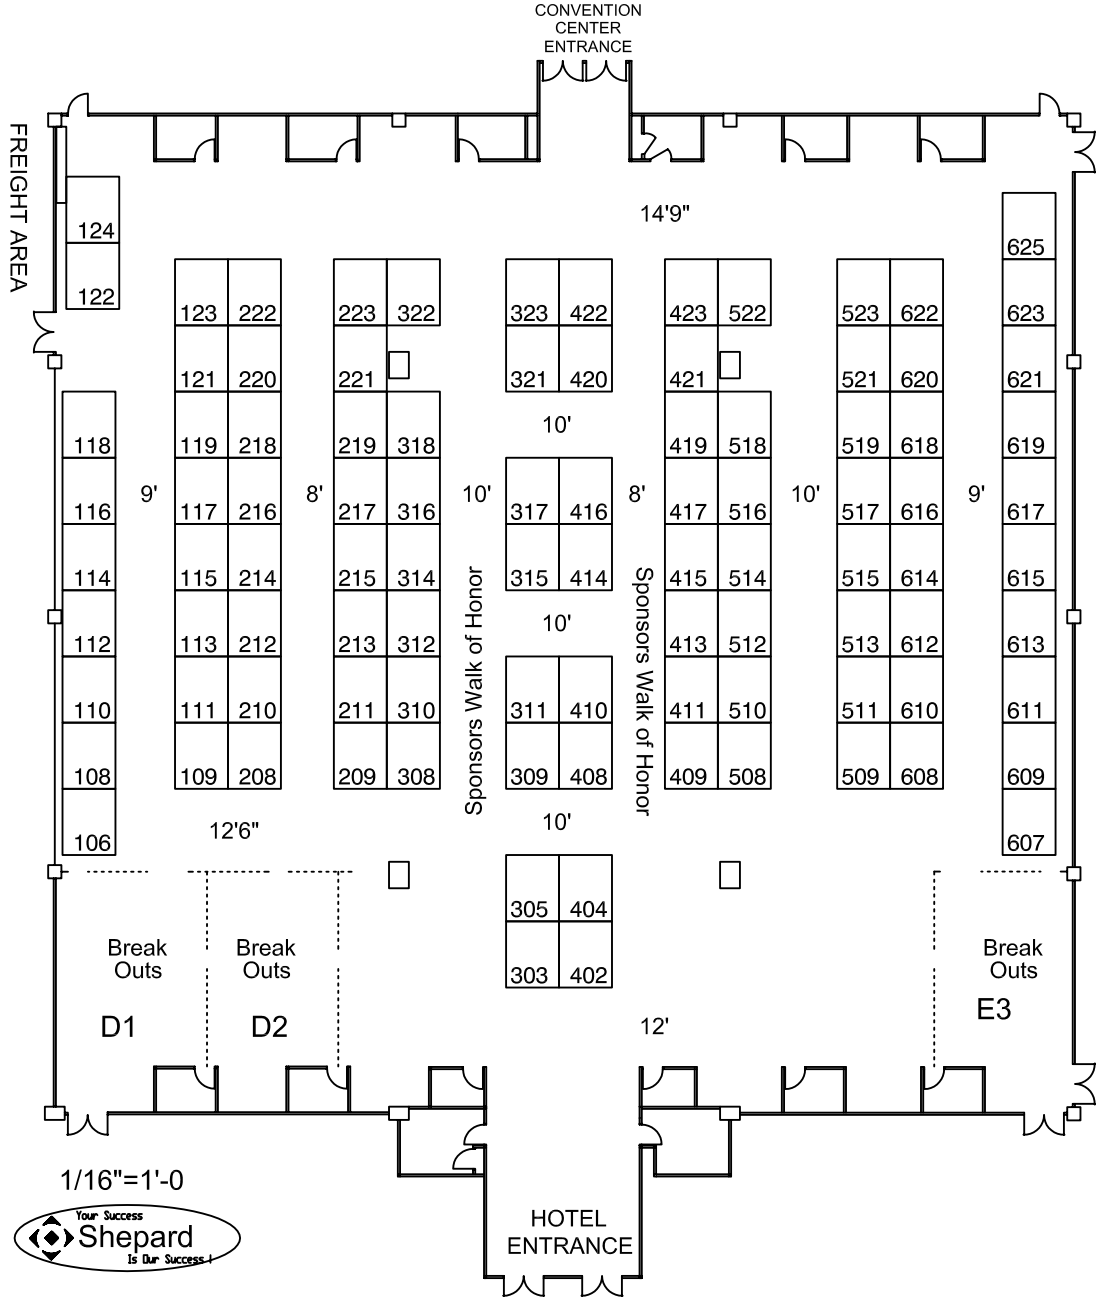 CONVENTION
CENTER
ENTRANCE
FREIGHT AREA
14'9"
124
625
122
123 222 223 322 323 422 423 522 523 622 623
121 220 221 321 420 421 521 620 621
10'
118 119 218 219 318 419 518 519 618 619
9' 8' 10' 8' 10' 9'
116 117 216 217 316 317 416 417 516 517 616 617
114 115 214 215 314 315 414 415 514 515 614 615
10'
112 113 212 213 312 413 512 513 612 613
Sponsors Walk of Honor
Sponsors Walk of Honor
110 111 210 211 310 311 410 411 510 511 610 611
108 109 208 209 308 309 408 409 508 509 608 609
12'6"
10'
106
607
305 404
303 402
Break
Outs
D1
Break
Outs
D2
Break
Outs
E3
12'
1/16"=1'-0
Your Success
Shepard
Is Our Success!
HOTEL
ENTRANCE